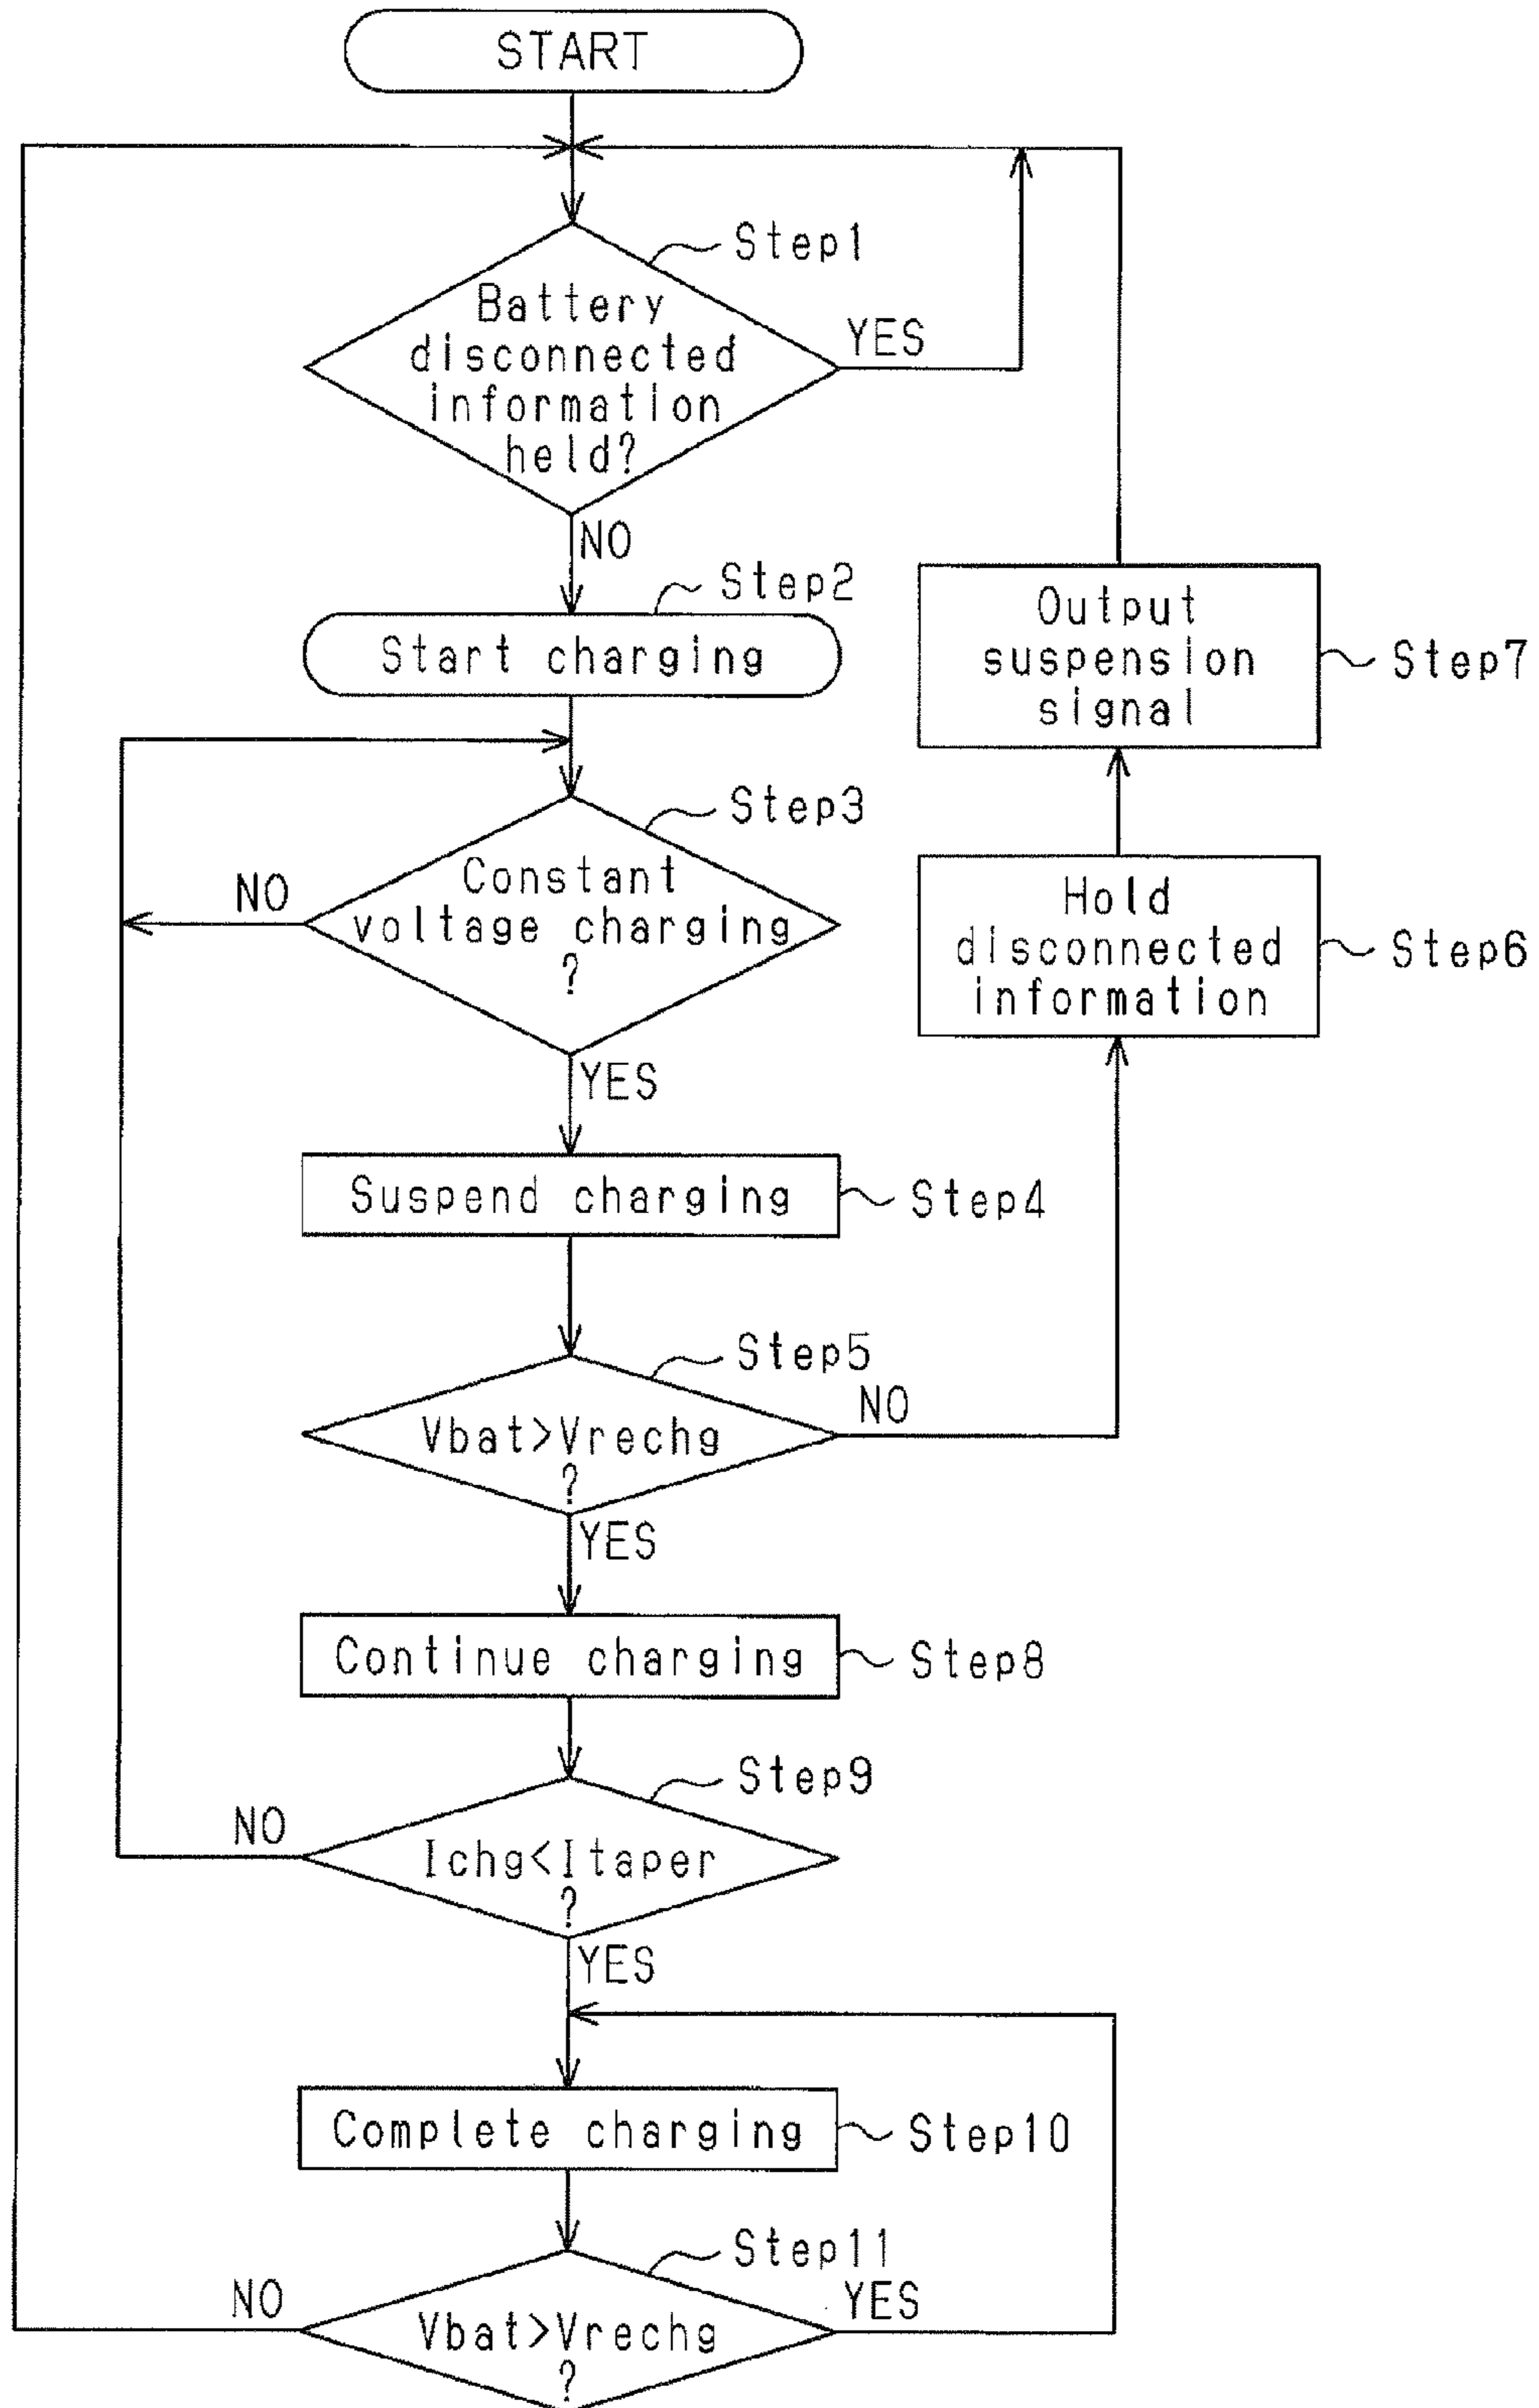 START
Step1
Battery
disconnected
information
held?
YES
NO
Step2
Start charging
Output
suspension
signal
Step7
Step3
Constant
voltage charging
?
NO
YES
Hold
disconnected
information
Step6
Suspend charging
Step4
Step5
Vbat>Vrechg
?
NO
YES
Continue charging
Step8
Step9
Ichg<Itaper
?
NO
YES
Complete charging
Step10
Step11
Vbat>Vrechg
?
NO
YES